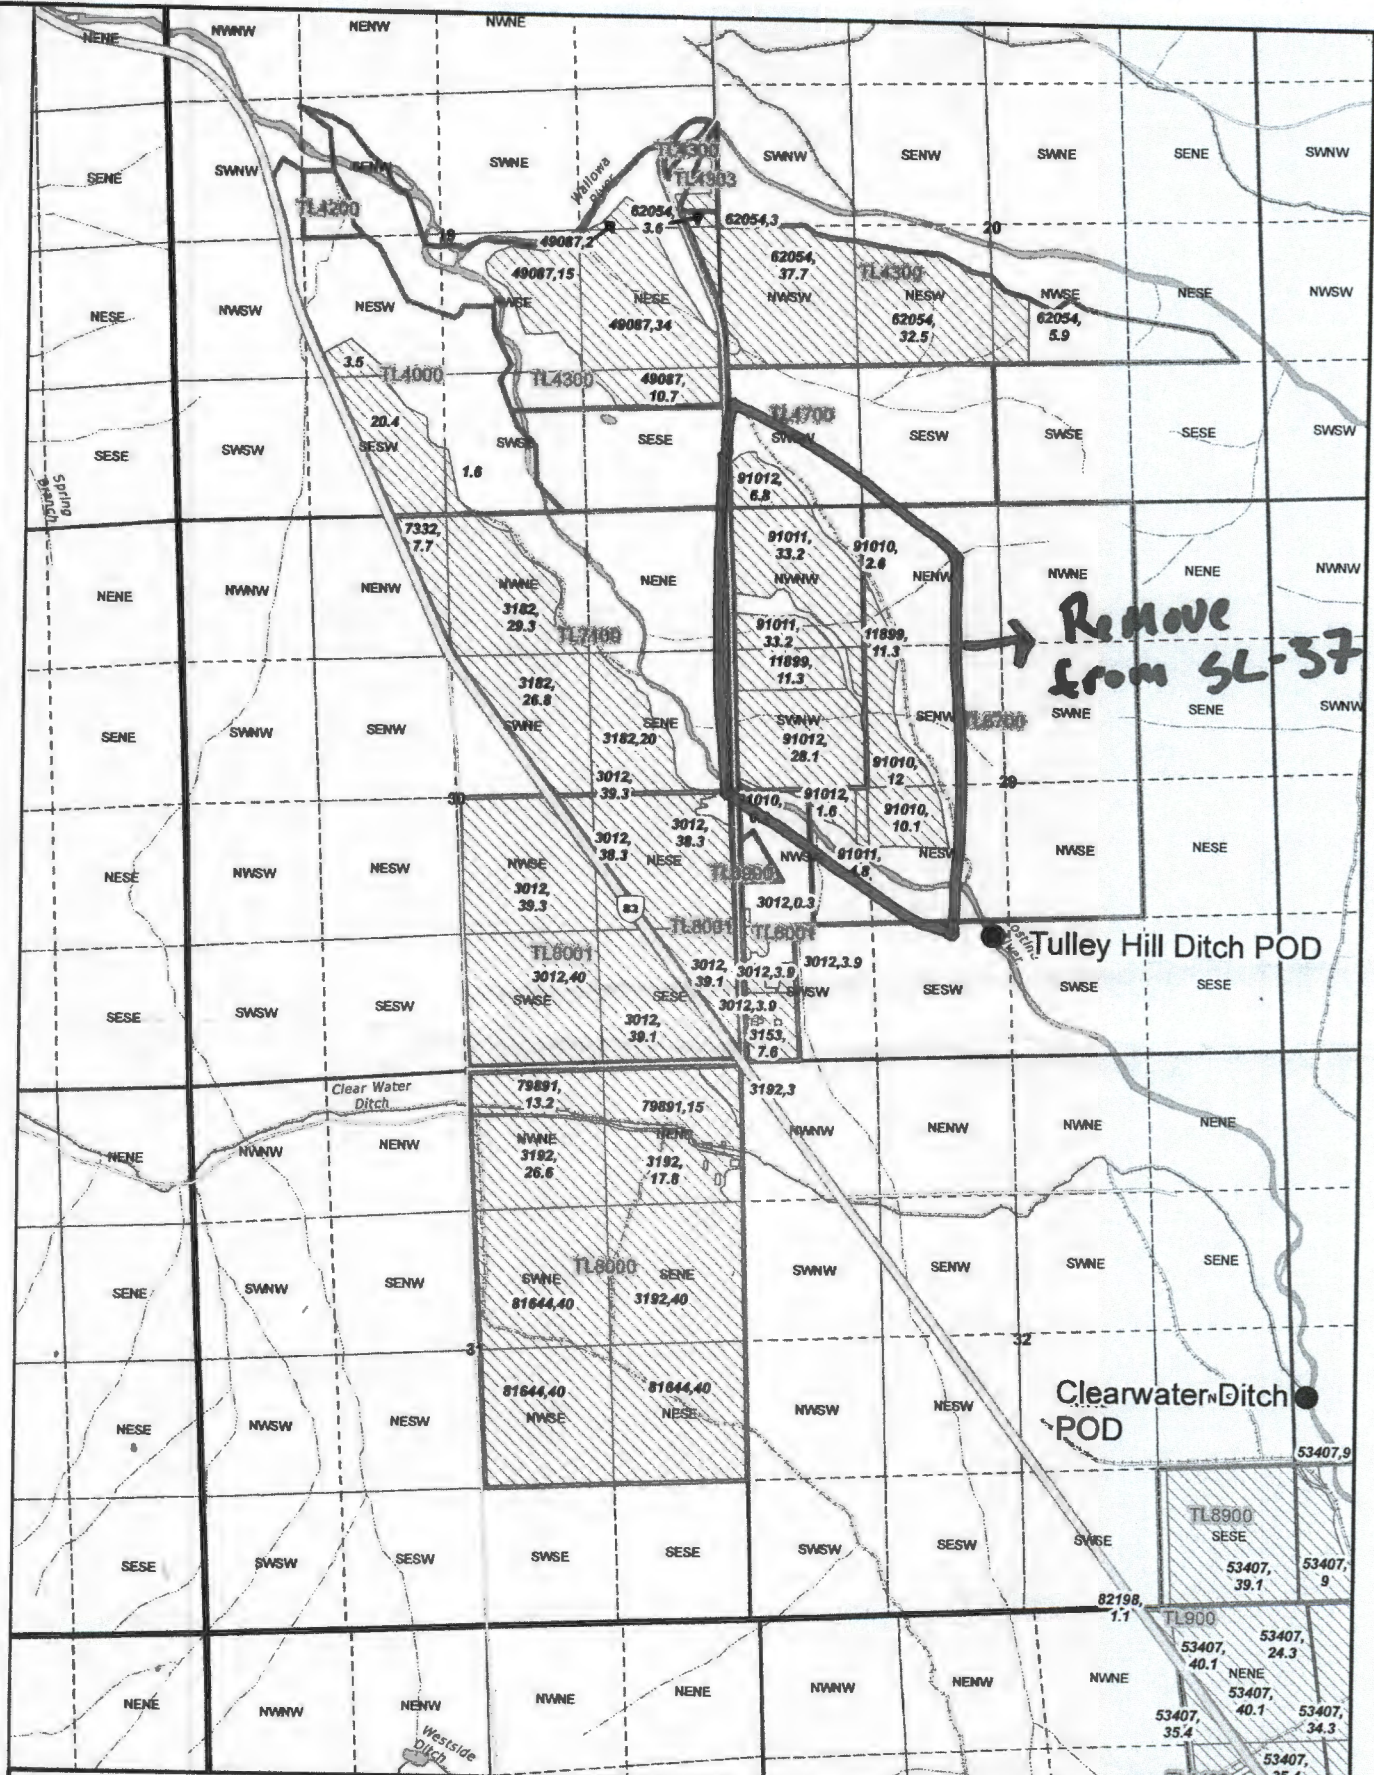 NENE NWNW NENW NWNE
SENE SWNW SENW SWNE Wallowa River TL4300 SWNW SENW SWNE SENE SWNW
TL4903
TL4200
19 49087,2 62054, 3.6 62054,3 20
49087,15 62054, 37.7 TL4300
NESE NWSW NESW NWSE NESE NWSW NESW NWSE NESE NWSW
49087,34 62054, 32.5 62054, 5.9
3.5 TL4000 TL4300 49087, 10.7
20.4 TL4700
SESE SWSW SESW SWSE SESE SWSW SESW SWSE SESE SWSW
Spring Branch 1.6 91012, 6.8
7332, 7.7 91011, 33.2 91010, 2.6
NENE NWNW NENW NWNE NENE NWNW NENW NWNE NENE NWNW
3182, 29.3 TL7100 91011, 33.2 11899, 11.3
Remove
from SL-37
3182, 26.8 11899, 11.3
SENE SWNW SENW SWNE SENE SWNW SENW TL6700 SWNE SENE SWNW
3182,20 91012, 28.1 91010, 12
30 3012, 39.3 91010, 91012, 1.6 91010, 10.1 29
3012, 38.3 3012, 38.3
NESE NWSW NESW NWSE NESE NWSW NESW NWSE NESE
3012, 39.3 91011, 4.8
82 3012,0.3
TL8001 TL8001 TL8001 Tulley Hill Ditch POD
3012,40 3012, 39.1 3012,3.9 3012,3.9
SESE SWSW SESW SWSE SESE SWSW SESW SWSE SESE
3012, 39.1 3012,3.9
3153, 7.6
Clear Water Ditch 79891, 13.2 79891,15 3192,3
NENE NWNW NENW NWNE NENE NWNW NENW NWNE NENE
3192, 26.6 3192, 17.8
TL8000
SENE SWNW SENW SWNE SENE SWNW SENW SWNE SENE
81644,40 3192,40
31 32
81644,40 81644,40 Clearwater Ditch
POD
NESE NWSW NESW NWSE NESE NWSW NESW
53407,9
TL8900
SESE SWSW SESW SWSE SESE SWSW SESW SWSE SESE
53407, 39.1 53407, 9
82198, 1.1 TL900
53407, 40.1 53407, 24.3
NENE NWNW NENW NWNE NENE NWNW NENW NWNE NENE
53407, 40.1
Westside Ditch 53407, 35.4 53407, 34.3
53407,